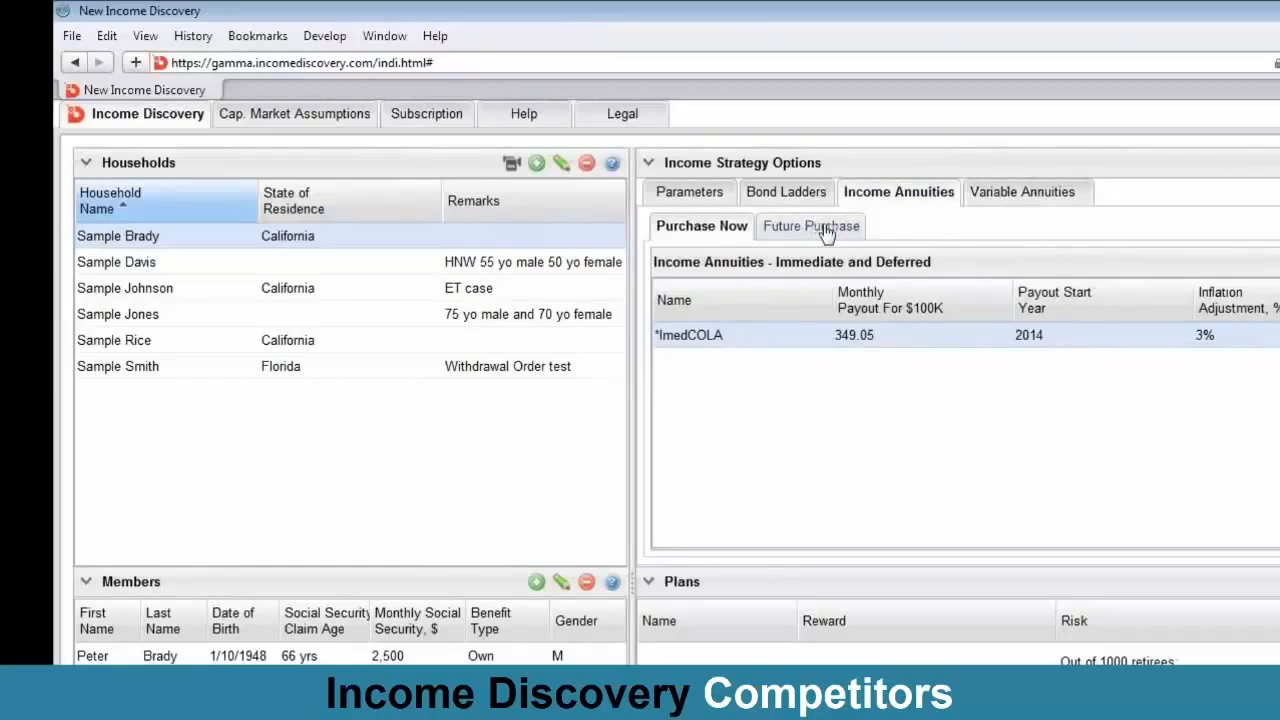 New Income Discovery
File Edit View History Bookmarks Develop Window Help
https://gamma.incomediscovery.com/indi.html#
New Income Discovery
Income Discovery Cap. Market Assumptions Subscription Help Legal
Households
Household Name State of Residence Remarks
Sample Brady California
Sample Davis HNW 55 yo male 50 yo female
Sample Johnson California ET case
Sample Jones 75 yo male and 70 yo female
Sample Rice California
Sample Smith Florida Withdrawal Order test
Income Strategy Options
Parameters Bond Ladders Income Annuities Variable Annuities
Purchase Now Future Purchase
Income Annuities - Immediate and Deferred
Name Monthly Payout For $100K Payout Start Year Inflation Adjustment, %
*ImedCOLA 349.05 2014 3%
Members
First Name Last Name Date of Birth Social Security Claim Age Monthly Social Security, $ Benefit Type Gender
Peter Brady 1/10/1948 66 yrs 2,500 Own M
Plans
Name Reward Risk
Out of 1000 retirees:
Income Discovery Competitors